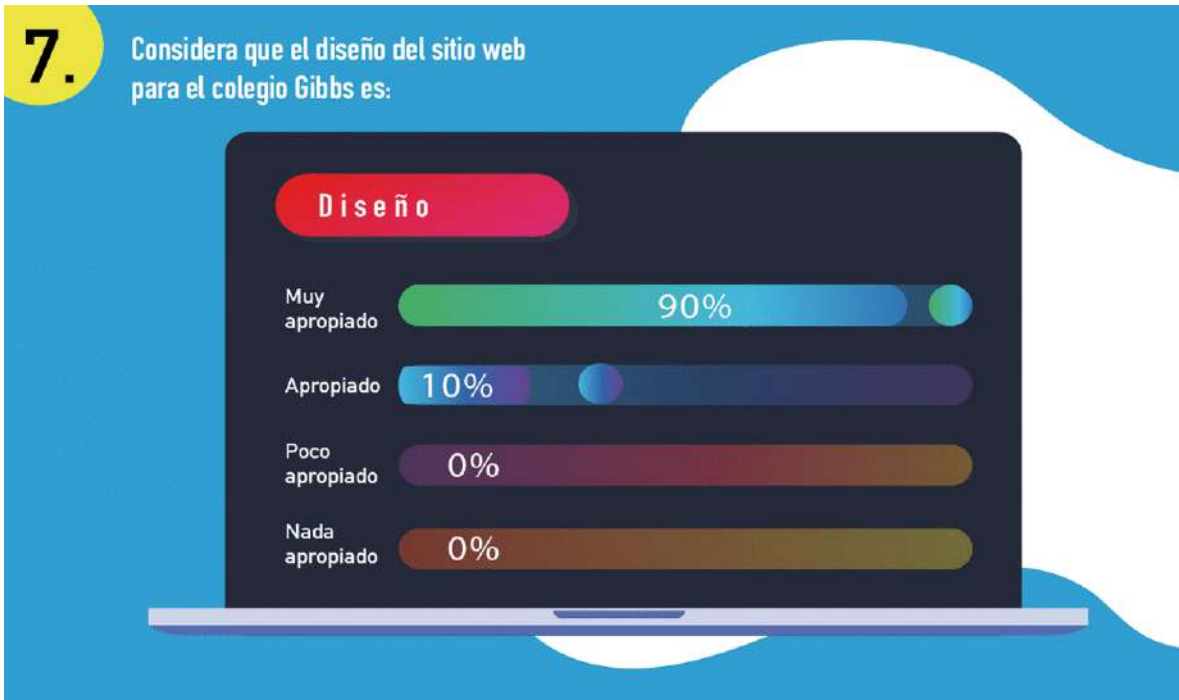 7.
Considera que el diseño del sitio web
para el colegio Gibbs es:
Diseño
Muy
apropiado
90%
Apropiado
10%
Poco
apropiado
0%
Nada
apropiado
0%